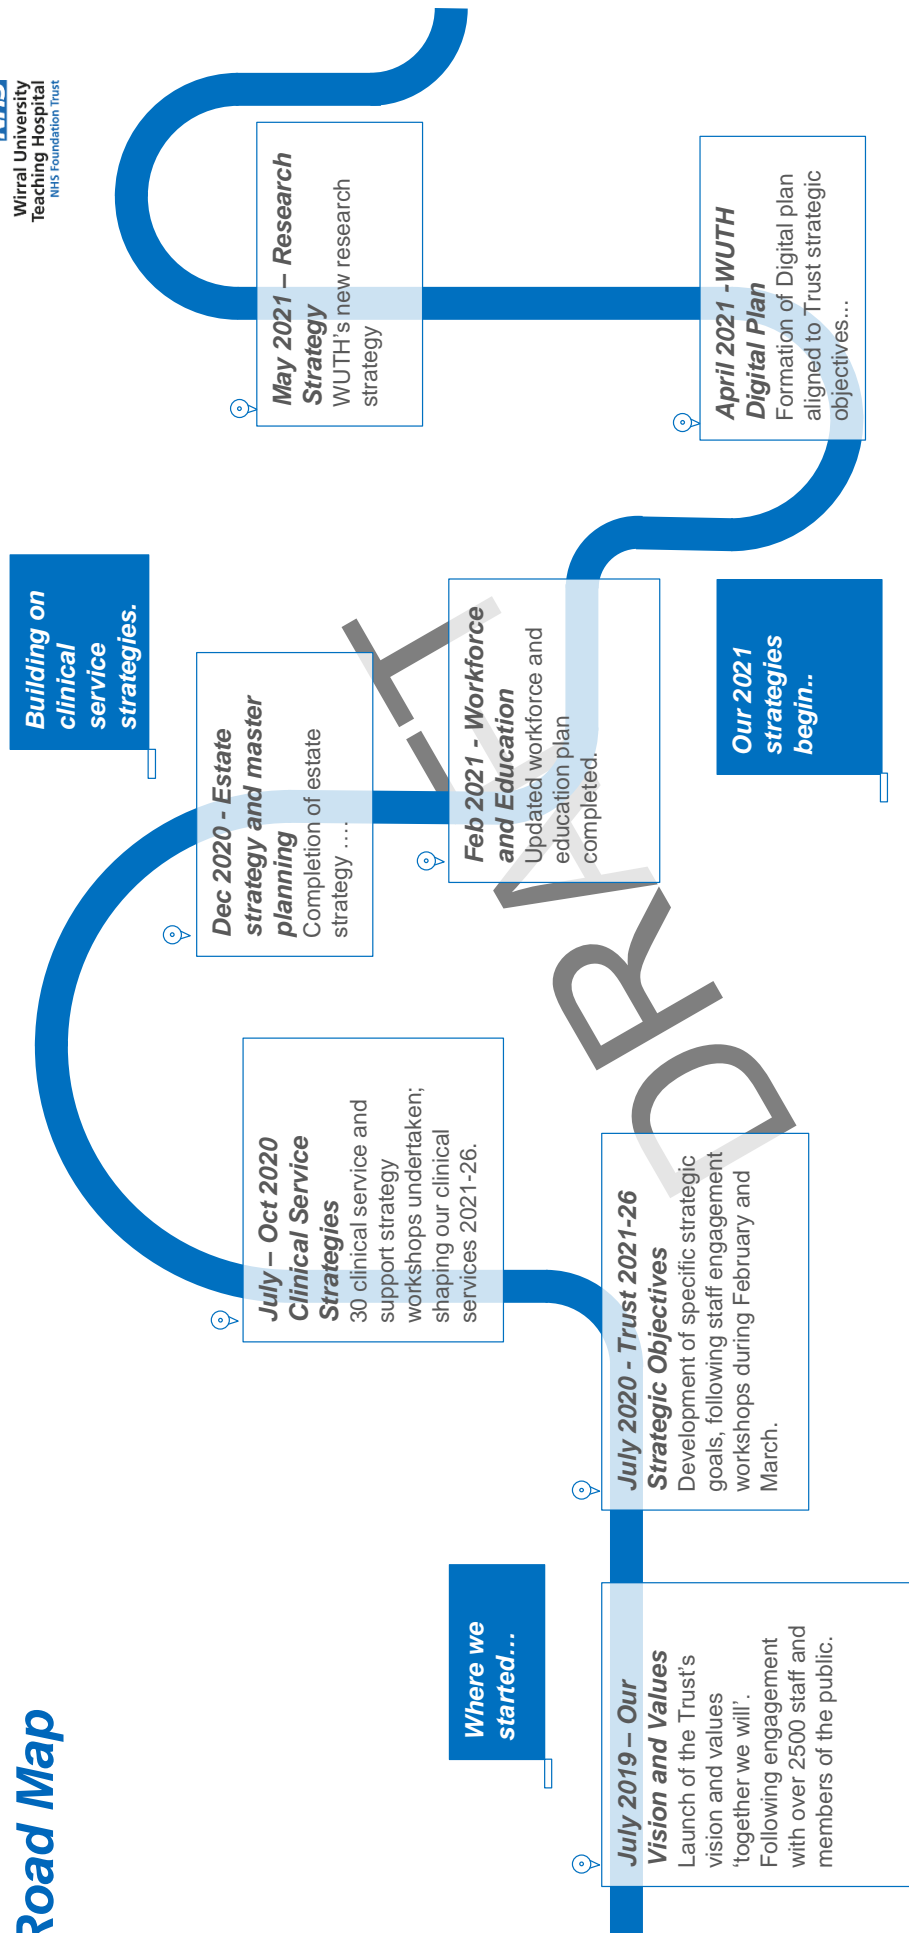 Road Map
NHS
Wirral University
Teaching Hospital
NHS Foundation Trust
Where we
started…
July 2019 – Our
Vision and Values
Launch of the Trust's
vision and values
'together we will'.
Following engagement
with over 2500 staff and
members of the public.
July 2020 - Trust 2021-26
Strategic Objectives
Development of specific strategic
goals, following staff engagement
workshops during February and
March.
July – Oct 2020
Clinical Service
Strategies
30 clinical service and
support strategy
workshops undertaken;
shaping our clinical
services 2021-26.
Building on
clinical
service
strategies.
Dec 2020 - Estate
strategy and master
planning
Completion of estate
strategy ….
Feb 2021 - Workforce
and Education
Updated workforce and
education plan
completed.
Our 2021
strategies
begin..
April 2021 -WUTH
Digital Plan
Formation of Digital plan
aligned to Trust strategic
objectives…
May 2021 – Research
Strategy
WUTH's new research
strategy
DRAFT